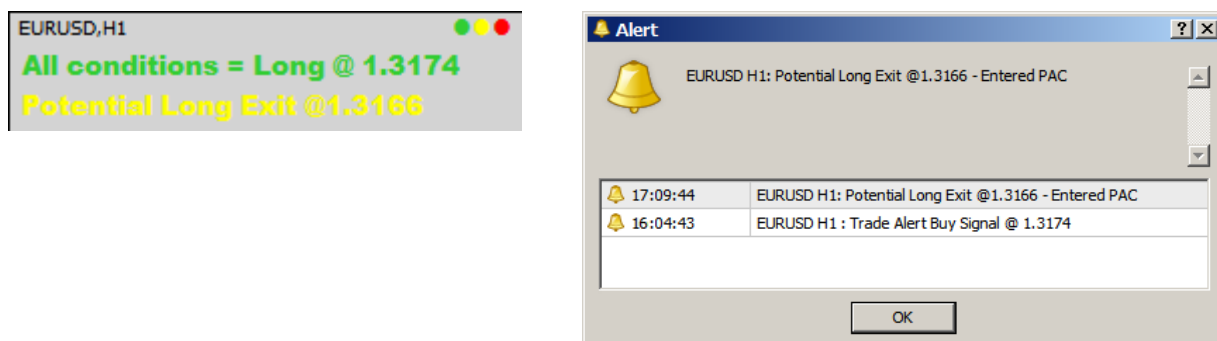 EURUSD,H1
All conditions = Long @ 1.3174
Potential Long Exit @1.3166
Alert
EURUSD H1: Potential Long Exit @1.3166 - Entered PAC
17:09:44 EURUSD H1: Potential Long Exit @1.3166 - Entered PAC
16:04:43 EURUSD H1 : Trade Alert Buy Signal @ 1.3174
OK